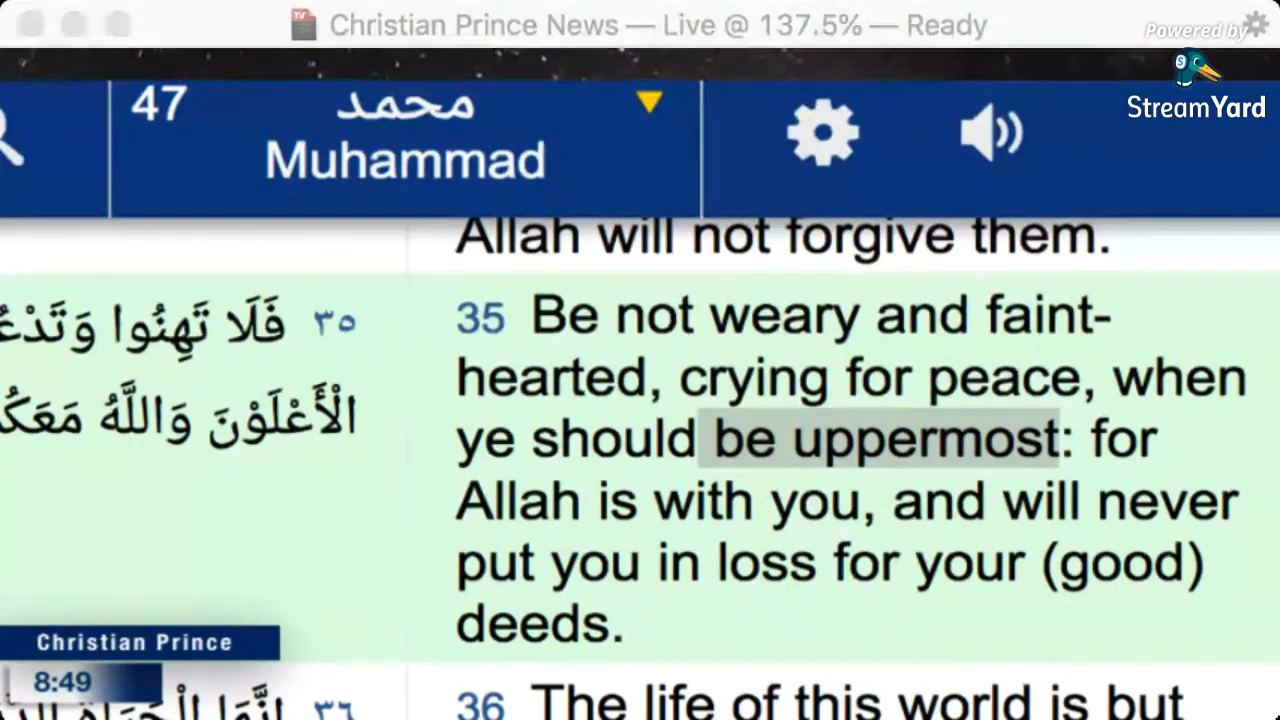 Christian Prince News — Live @ 137.5% — Ready
Powered by
StreamYard
47
محمد
Muhammad
Allah will not forgive them.
٣٥ فَلَا تَهِنُوا وَتَدْعُ
الْأَعْلَوْنَ وَاللَّهُ مَعَكُ
35 Be not weary and faint-
hearted, crying for peace, when
ye should be uppermost: for
Allah is with you, and will never
put you in loss for your (good)
deeds.
Christian Prince
8:49
٣٦ إِنَّمَا الْحَيَاةُ
36 The life of this world is but